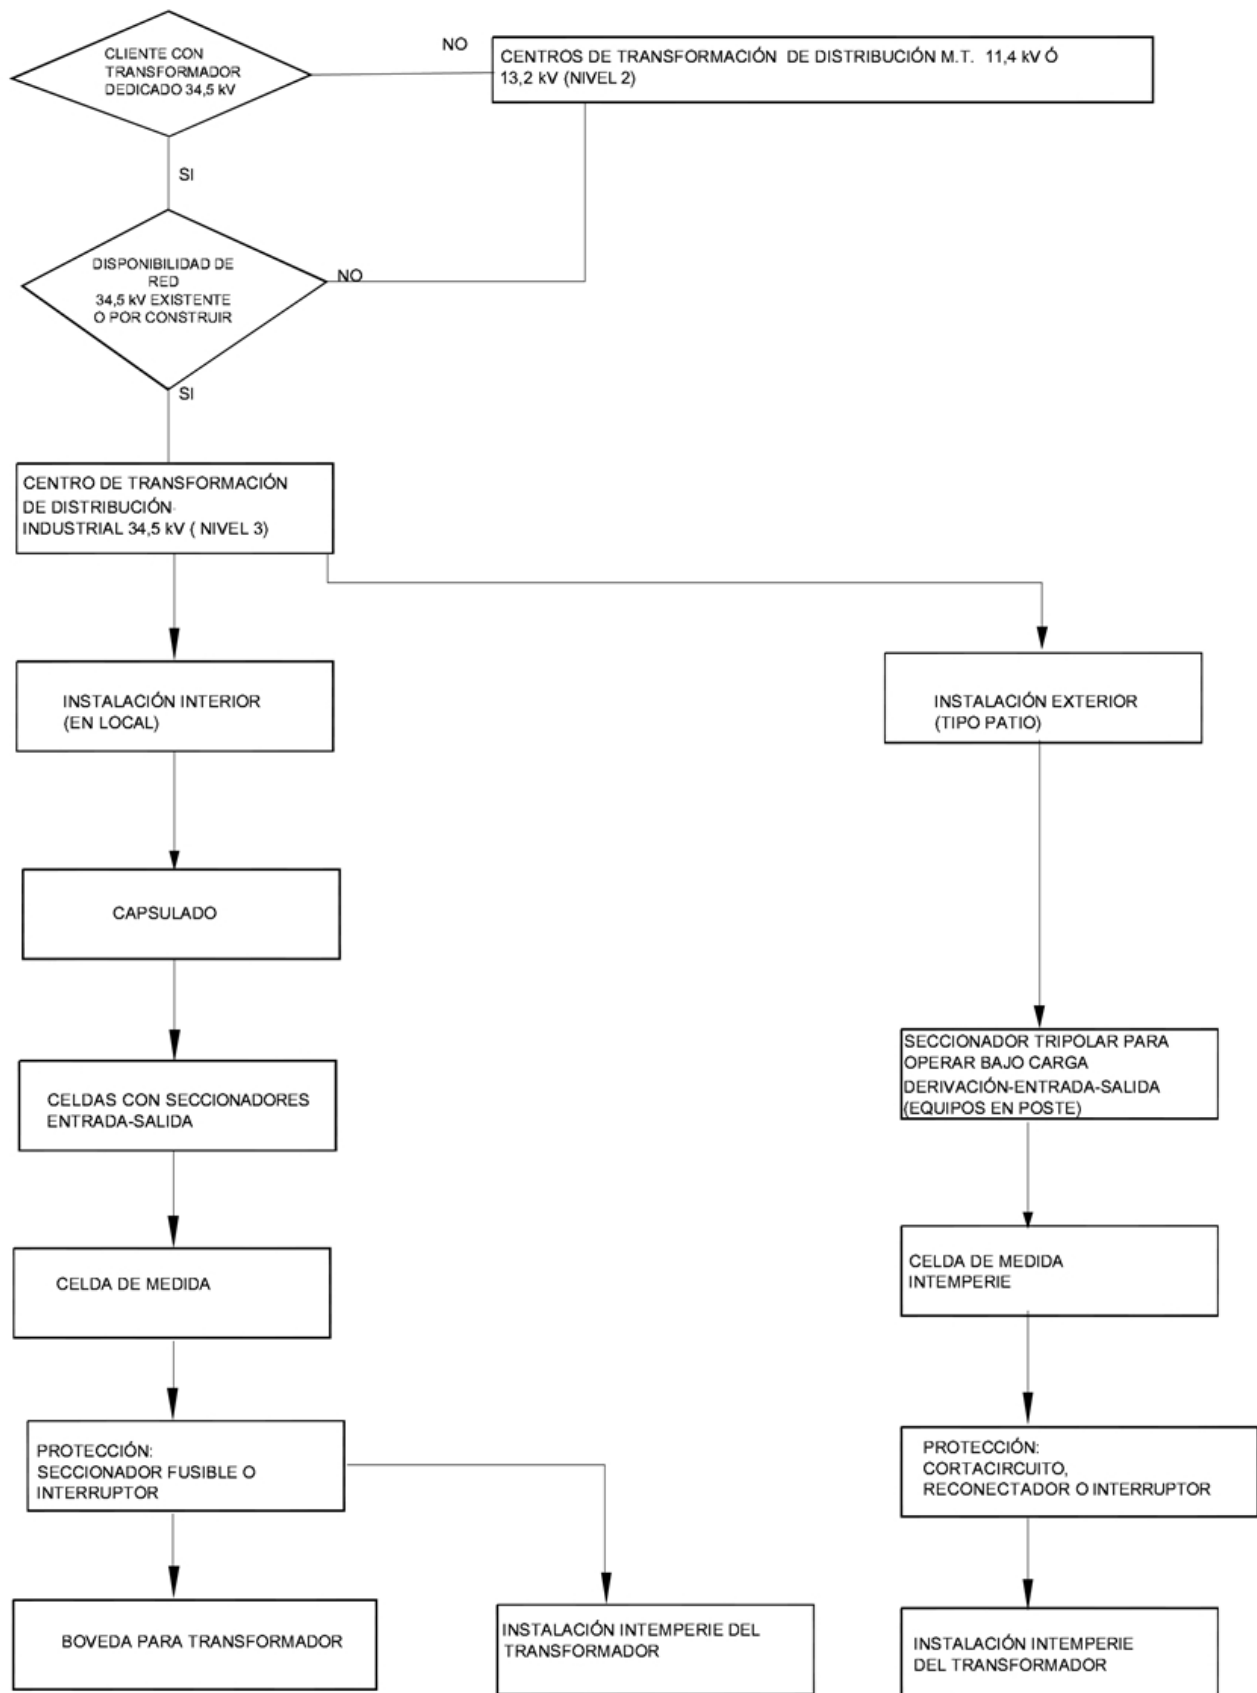 CLIENTE CON
TRANSFORMADOR
DEDICADO 34,5 kV
NO
CENTROS DE TRANSFORMACIÓN DE DISTRIBUCIÓN M.T. 11,4 kV Ó
13,2 kV (NIVEL 2)
SI
DISPONIBILIDAD DE
RED
34,5 kV EXISTENTE
O POR CONSTRUIR
NO
SI
CENTRO DE TRANSFORMACIÓN
DE DISTRIBUCIÓN
INDUSTRIAL 34,5 kV ( NIVEL 3)
INSTALACIÓN INTERIOR
(EN LOCAL)
INSTALACIÓN EXTERIOR
(TIPO PATIO)
CAPSULADO
SECCIONADOR TRIPOLAR PARA
OPERAR BAJO CARGA
DERIVACIÓN-ENTRADA-SALIDA
(EQUIPOS EN POSTE)
CELDAS CON SECCIONADORES
ENTRADA-SALIDA
CELDA DE MEDIDA
CELDA DE MEDIDA
INTEMPERIE
PROTECCIÓN:
SECCIONADOR FUSIBLE O
INTERRUPTOR
PROTECCIÓN:
CORTACIRCUITO,
RECONECTADOR O INTERRUPTOR
BOVEDA PARA TRANSFORMADOR
INSTALACIÓN INTEMPERIE DEL
TRANSFORMADOR
INSTALACIÓN INTEMPERIE
DEL TRANSFORMADOR